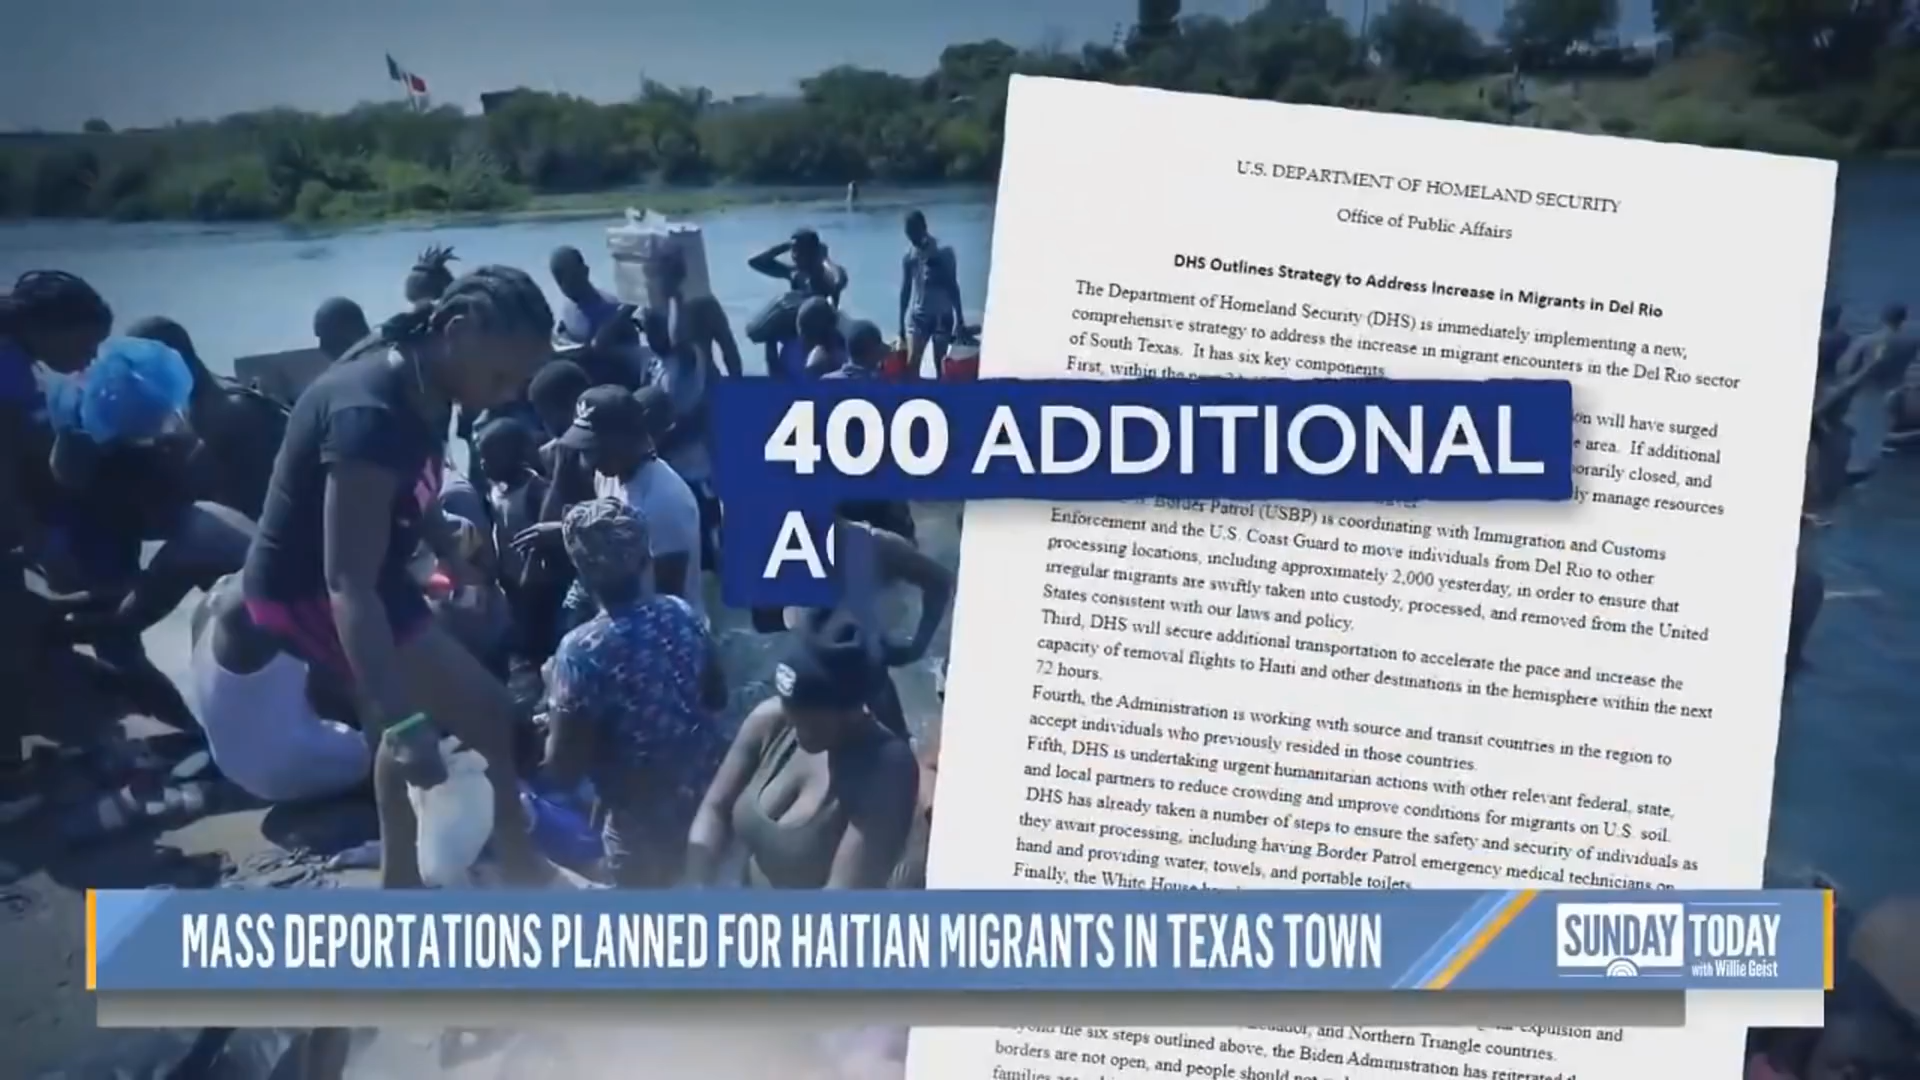 U.S. DEPARTMENT OF HOMELAND SECURITY
Office of Public Affairs
DHS Outlines Strategy to Address Increase in Migrants in Del Rio
The Department of Homeland Security (DHS) is immediately implementing a new,
comprehensive strategy to address the increase in migrant encounters in the Del Rio sector
of South Texas. It has six key components.
First, within the next
on will have surged
e area. If additional
orarily closed, and
ly manage resources
400 ADDITIONAL
A
Border Patrol (USBP) is coordinating with Immigration and Customs
Enforcement and the U.S. Coast Guard to move individuals from Del Rio to other
processing locations, including approximately 2,000 yesterday, in order to ensure that
irregular migrants are swiftly taken into custody, processed, and removed from the United
States consistent with our laws and policy.
Third, DHS will secure additional transportation to accelerate the pace and increase the
capacity of removal flights to Haiti and other destinations in the hemisphere within the next
72 hours.
Fourth, the Administration is working with source and transit countries in the region to
accept individuals who previously resided in those countries.
Fifth, DHS is undertaking urgent humanitarian actions with other relevant federal, state,
and local partners to reduce crowding and improve conditions for migrants on U.S. soil.
DHS has already taken a number of steps to ensure the safety and security of individuals as
they await processing, including having Border Patrol emergency medical technicians on
hand and providing water, towels, and portable toilets.
Finally, the White House
MASS DEPORTATIONS PLANNED FOR HAITIAN MIGRANTS IN TEXAS TOWN
SUNDAY TODAY
with Willie Geist
Ecuador, and Northern Triangle countries.
expulsion and
beyond the six steps outlined above, the Biden Administration has reiterated
borders are not open, and people should not
families